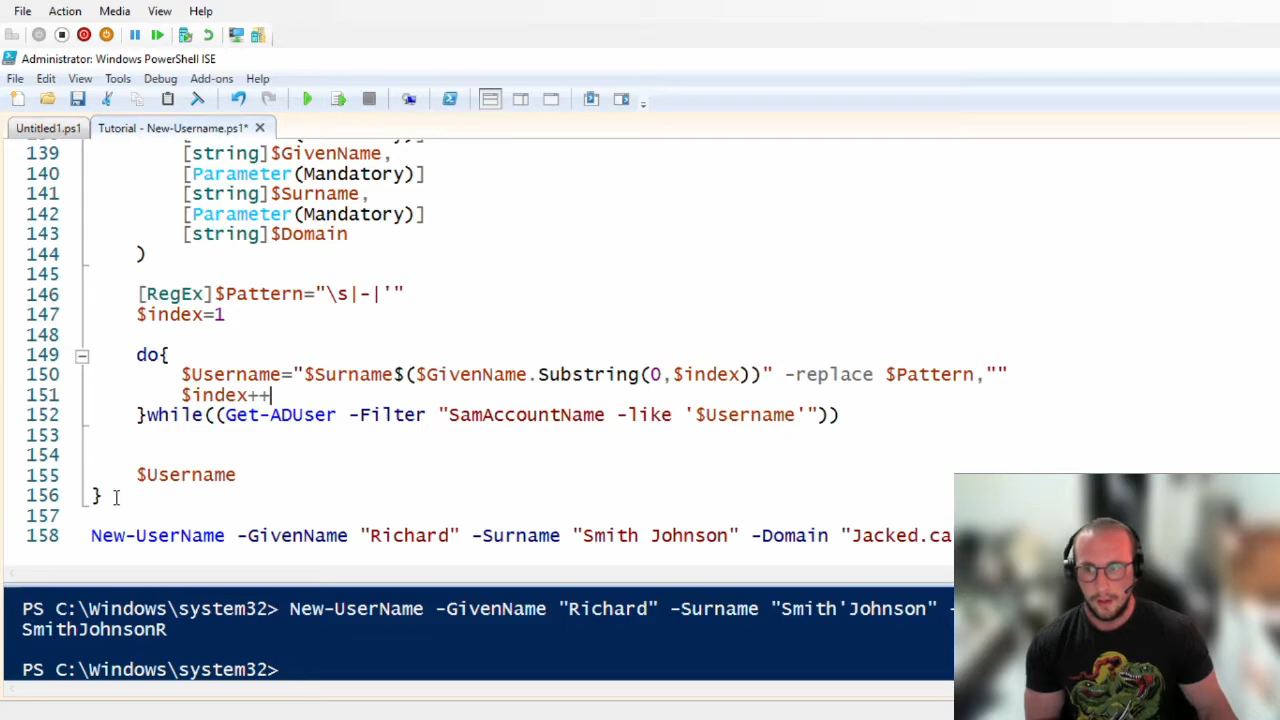 File Action Media View Help
Administrator: Windows PowerShell ISE
File Edit View Tools Debug Add-ons Help
Untitled1.ps1 Tutorial - New-Username.ps1*
139 [string]$GivenName,
140 [Parameter(Mandatory)]
141 [string]$Surname,
142 [Parameter(Mandatory)]
143 [string]$Domain
144 )
145
146 [RegEx]$Pattern="\s|-|'"
147 $index=1
148
149 do{
150 $Username="$Surname$($GivenName.Substring(0,$index))" -replace $Pattern,""
151 $index++
152 }while((Get-ADUser -Filter "SamAccountName -like '$Username'"))
153
154
155 $Username
156 }
157
158 New-UserName -GivenName "Richard" -Surname "Smith Johnson" -Domain "Jacked.ca
PS C:\Windows\system32> New-UserName -GivenName "Richard" -Surname "Smith'Johnson" -
SmithJohnsonR
PS C:\Windows\system32>